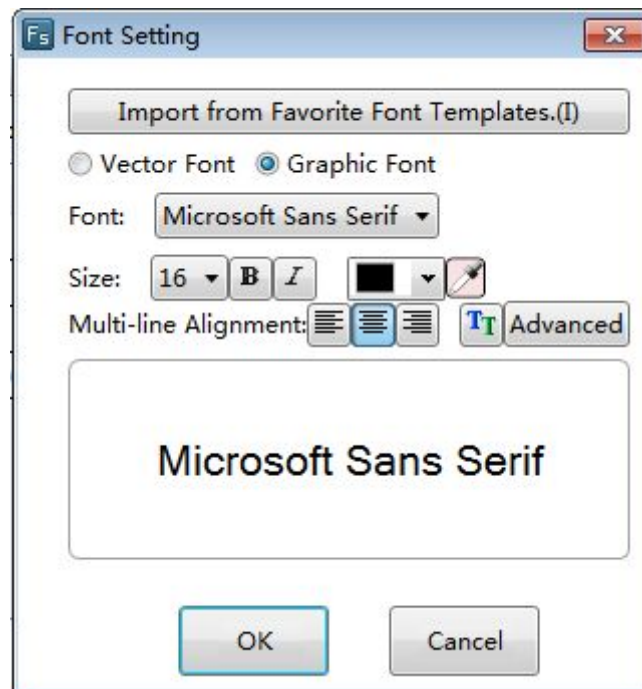 Fs Font Setting
Import from Favorite Font Templates.(I)
Vector Font Graphic Font
Font: Microsoft Sans Serif
Size: 16 B I
Multi-line Alignment: TT Advanced
Microsoft Sans Serif
OK Cancel